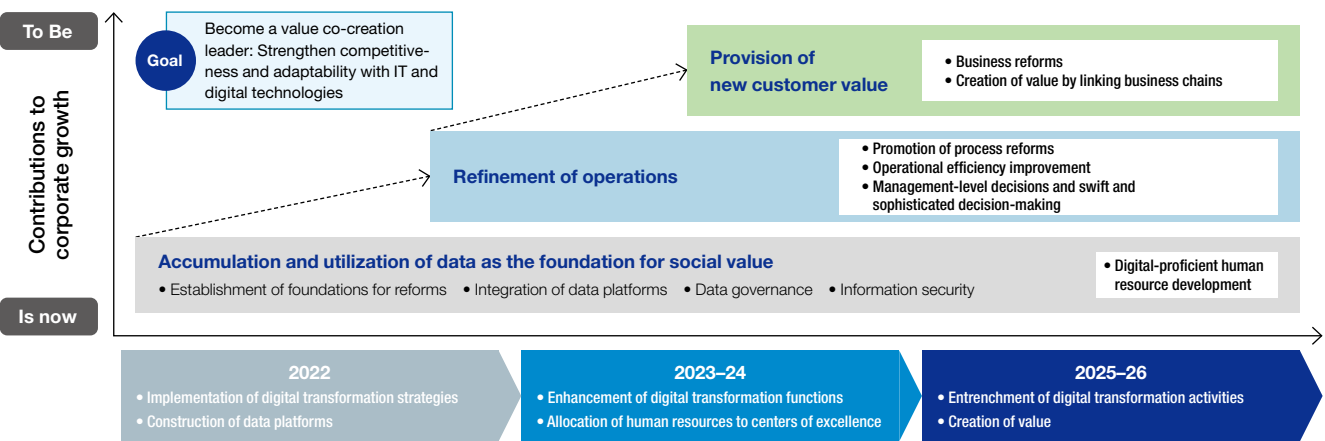 To Be
Contributions to
corporate growth
Is now
Goal
Become a value co-creation
leader: Strengthen competitive-
ness and adaptability with IT and
digital technologies
Provision of
new customer value
• Business reforms
• Creation of value by linking business chains
Refinement of operations
• Promotion of process reforms
• Operational efficiency improvement
• Management-level decisions and swift and
sophisticated decision-making
Accumulation and utilization of data as the foundation for social value
• Establishment of foundations for reforms • Integration of data platforms • Data governance • Information security
• Digital-proficient human
resource development
2022
• Implementation of digital transformation strategies
• Construction of data platforms
2023–24
• Enhancement of digital transformation functions
• Allocation of human resources to centers of excellence
2025–26
• Entrenchment of digital transformation activities
• Creation of value